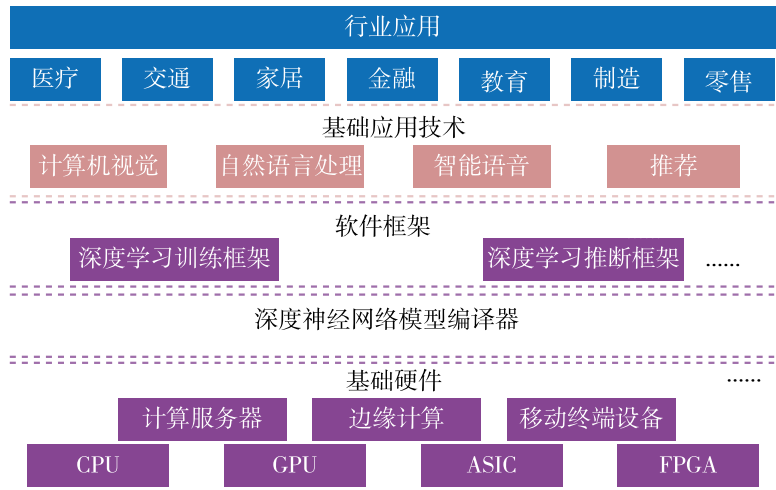 行业应用
医疗 交通 家居 金融 教育 制造 零售
基础应用技术
计算机视觉 自然语言处理 智能语音 推荐
软件框架
深度学习训练框架 深度学习推断框架 ······
深度神经网络模型编译器
基础硬件 ······
计算服务器 边缘计算 移动终端设备
CPU GPU ASIC FPGA